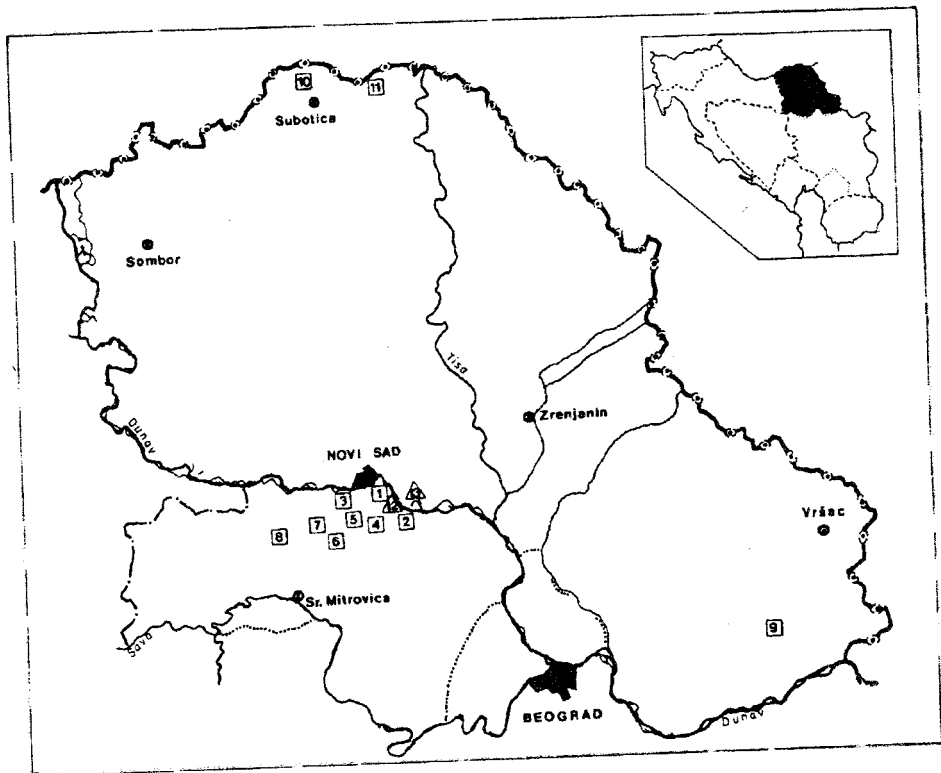 10
11
Subotica
Sombor
Tisa
Zrenjanin
Dunav
NOVI SAD
1
3
2
7
5
4
8
6
Vršac
Sr. Mitrovica
Sava
9
BEOGRAD
Dunav